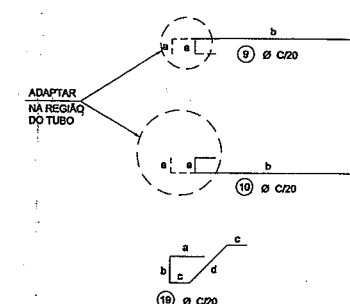 b
a a
9 Ø C/20
ADAPTAR
NA REGIÃO
DO TUBO
a a
b
10 Ø C/20
c
a
b
c
d
19 Ø C/20